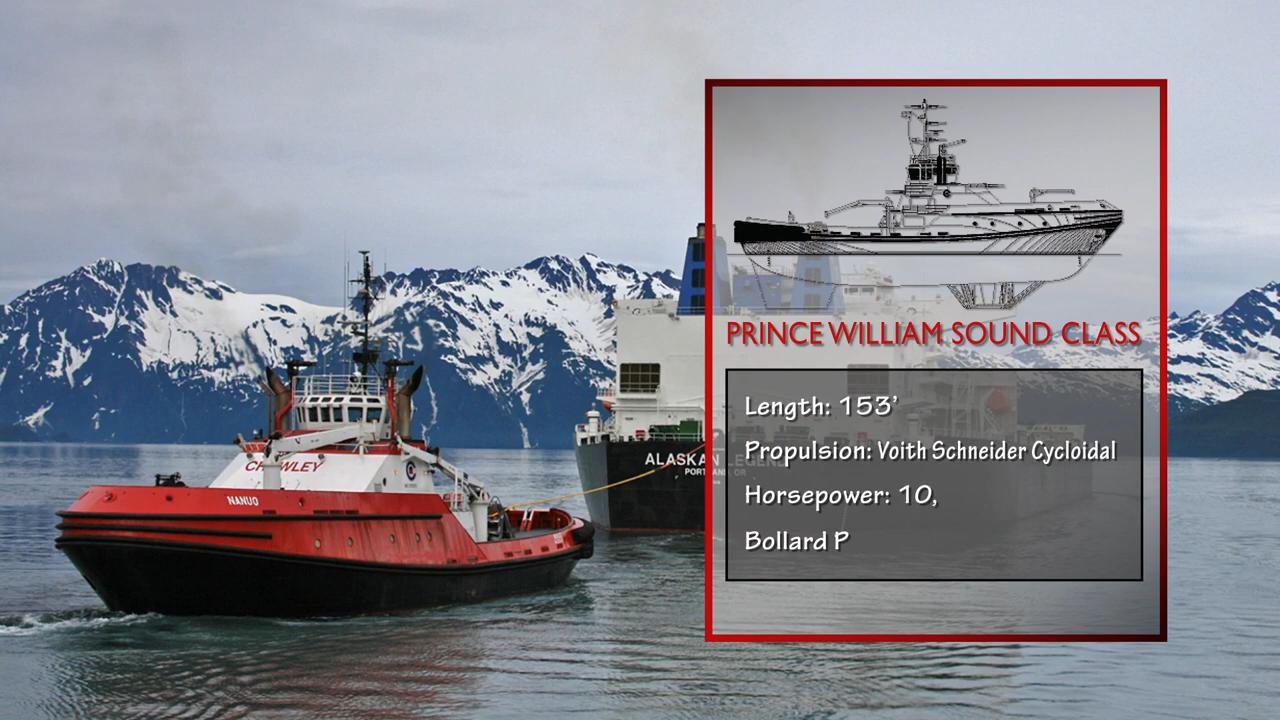 PRINCE WILLIAM SOUND CLASS
Length: 153'
Propulsion: Voith Schneider Cycloidal
Horsepower: 10,
Bollard P
CROWLEY
NANUQ
ALASKAN LEGEND
PORTLAND, OR